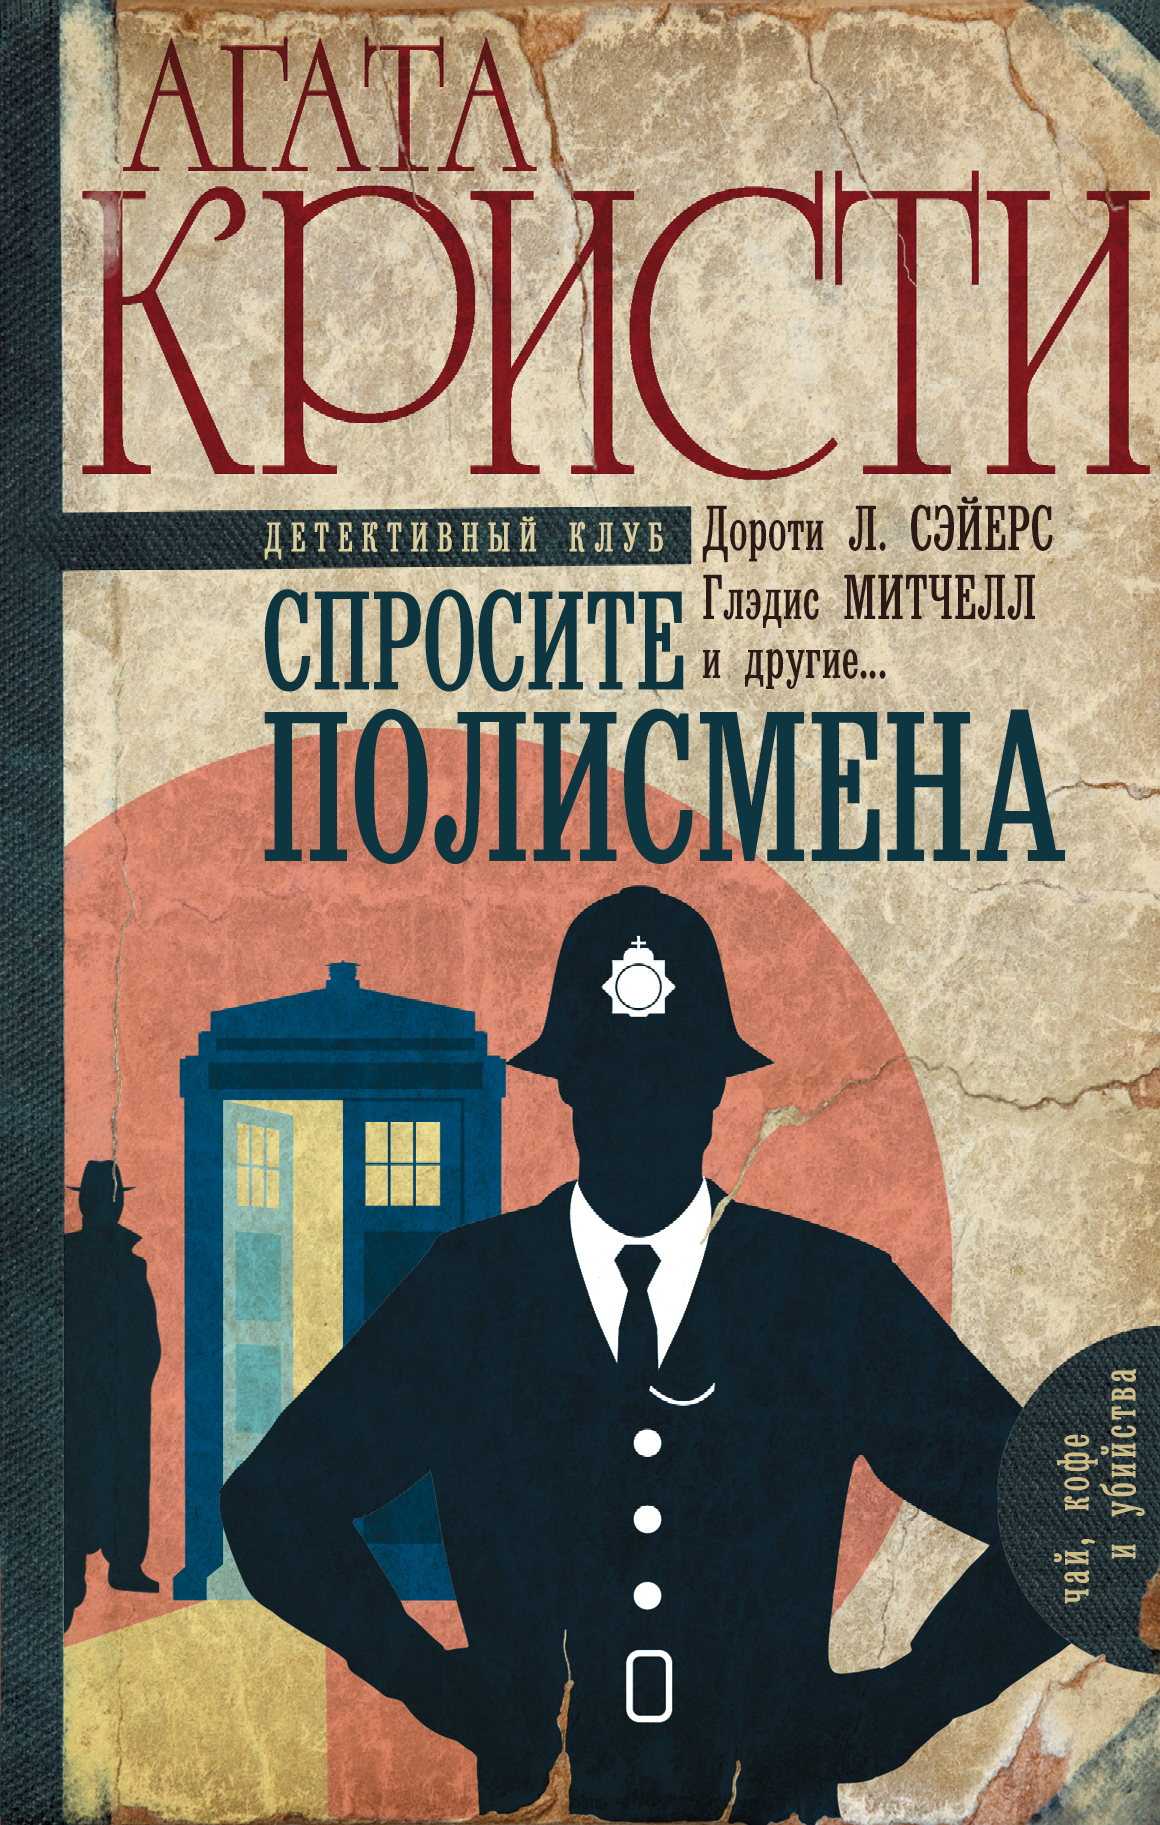 АГАТА
КРИСТИ
ДЕТЕКТИВНЫЙ КЛУБ
Дороти Л. СЭЙЕРС
Глэдис МИТЧЕЛЛ
и другие...
СПРОСИТЕ
ПОЛИСМЕНА
чай, кофе
и убийства